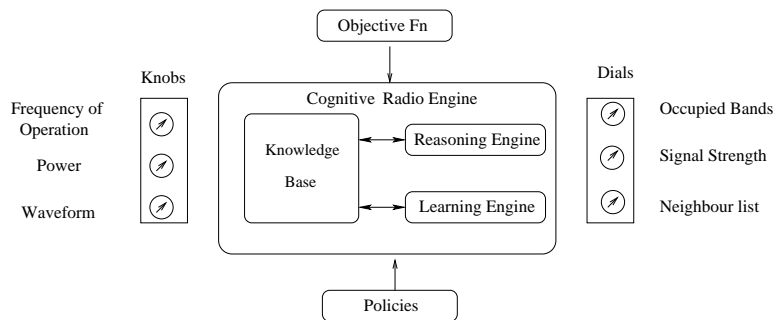 Objective Fn
Knobs
Dials
Cognitive Radio Engine
Frequency of
Operation
Power
Waveform
Knowledge
Base
Reasoning Engine
Learning Engine
Occupied Bands
Signal Strength
Neighbour list
Policies